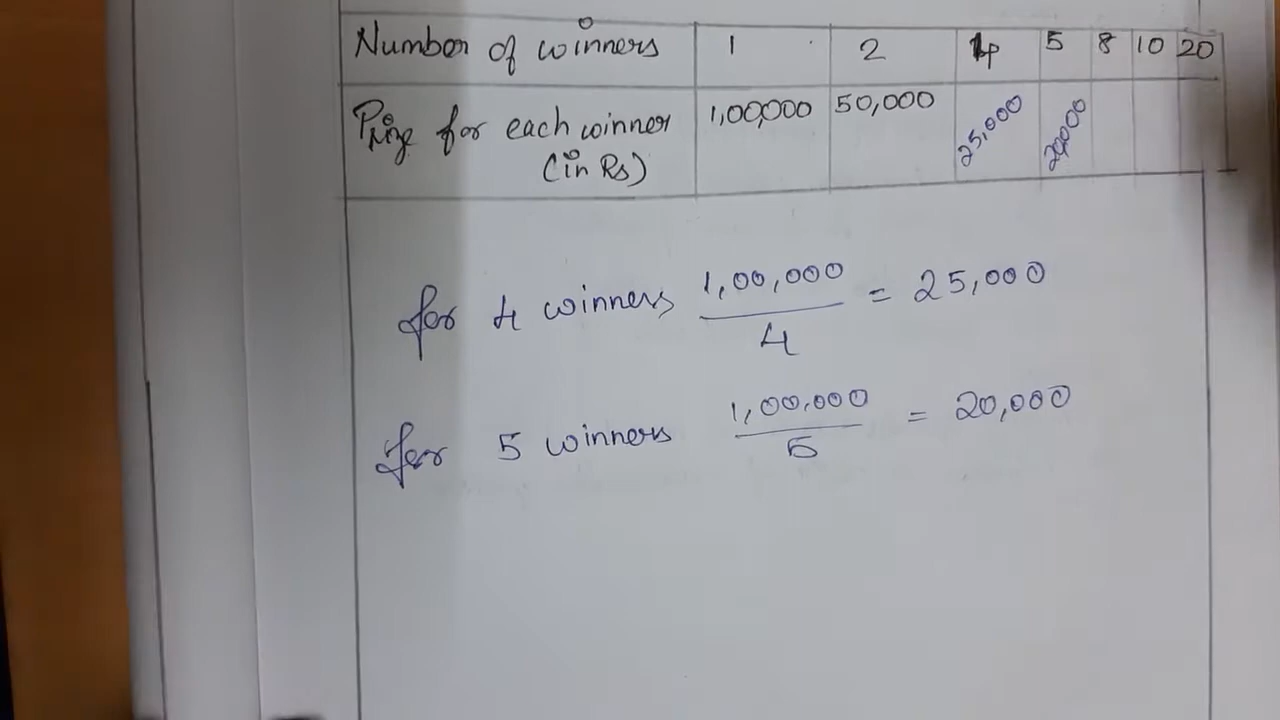 Number of winners 1 2 4 5 8 10 20
Prize for each winner 1,00,000 50,000 25,000 20,000
(in Rs)
for 4 winners 1,00,000 / 4 = 25,000
for 5 winners 1,00,000 / 5 = 20,000